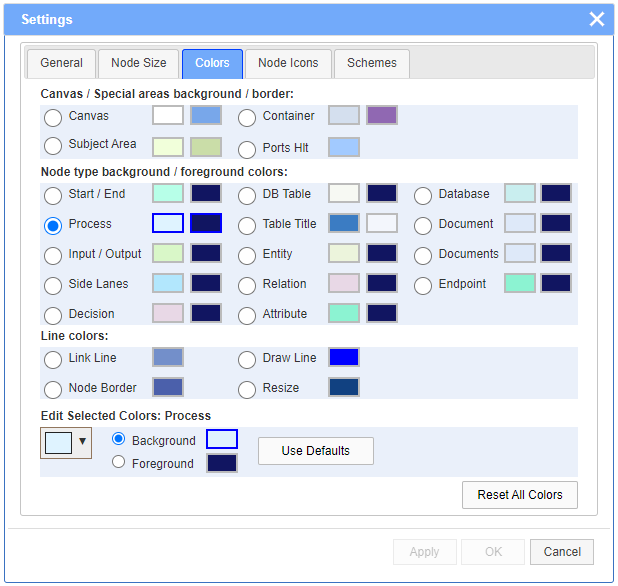 Settings
General Node Size Colors Node Icons Schemes
Canvas / Special areas background / border:
Canvas Container
Subject Area Ports Hlt
Node type background / foreground colors:
Start / End DB Table Database
Process Table Title Document
Input / Output Entity Documents
Side Lanes Relation Endpoint
Decision Attribute
Line colors:
Link Line Draw Line
Node Border Resize
Edit Selected Colors: Process
Background
Use Defaults
Foreground
Reset All Colors
Apply OK Cancel